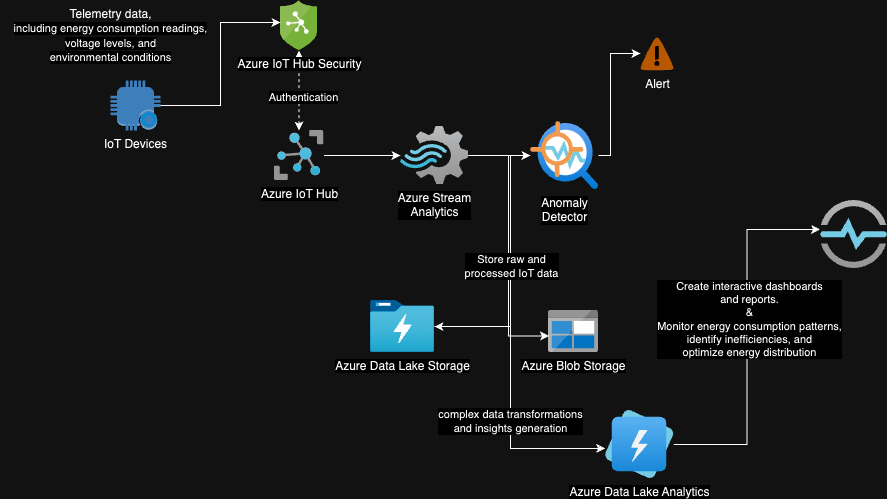 Telemetry data,
including energy consumption readings,
voltage levels, and
environmental conditions
IoT Devices
Azure IoT Hub Security
Authentication
Azure IoT Hub
Azure Stream
Analytics
Anomaly
Detector
Alert
Store raw and
processed IoT data
Azure Data Lake Storage
Azure Blob Storage
Create interactive dashboards
and reports.
&
Monitor energy consumption patterns,
identify inefficiencies, and
optimize energy distribution
complex data transformations
and insights generation
Azure Data Lake Analytics